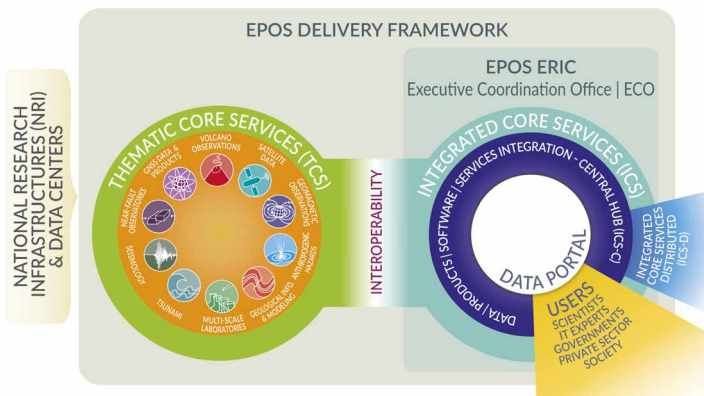 EPOS DELIVERY FRAMEWORK
EPOS ERIC
Executive Coordination Office | ECO
NATIONAL RESEARCH
INFRASTRUCTURES (NRI)
& DATA CENTERS
THEMATIC CORE SERVICES (TCS)
VOLCANO
OBSERVATIONS
SATELLITE
DATA
GEOMAGNETIC
OBSERVATIONS
ANTHROPOGENIC
HAZARDS
GEOLOGICAL INFO.
& MODELING
MULTI-SCALE
LABORATORIES
TSUNAMI
SEISMOLOGY
NEAR-FAULT
OBSERVATORIES
GNSS DATA &
PRODUCTS
INTEROPERABILITY
INTEGRATED CORE SERVICES (ICS)
DATA | PRODUCTS | SOFTWARE | SERVICES INTEGRATION - CENTRAL HUB (ICS-C)
DATA PORTAL
INTEGRATED
CORE SERVICES
DISTRIBUTED
(ICS-D)
USERS
SCIENTISTS
IT EXPERTS
GOVERNMENTS
PRIVATE SECTOR
SOCIETY